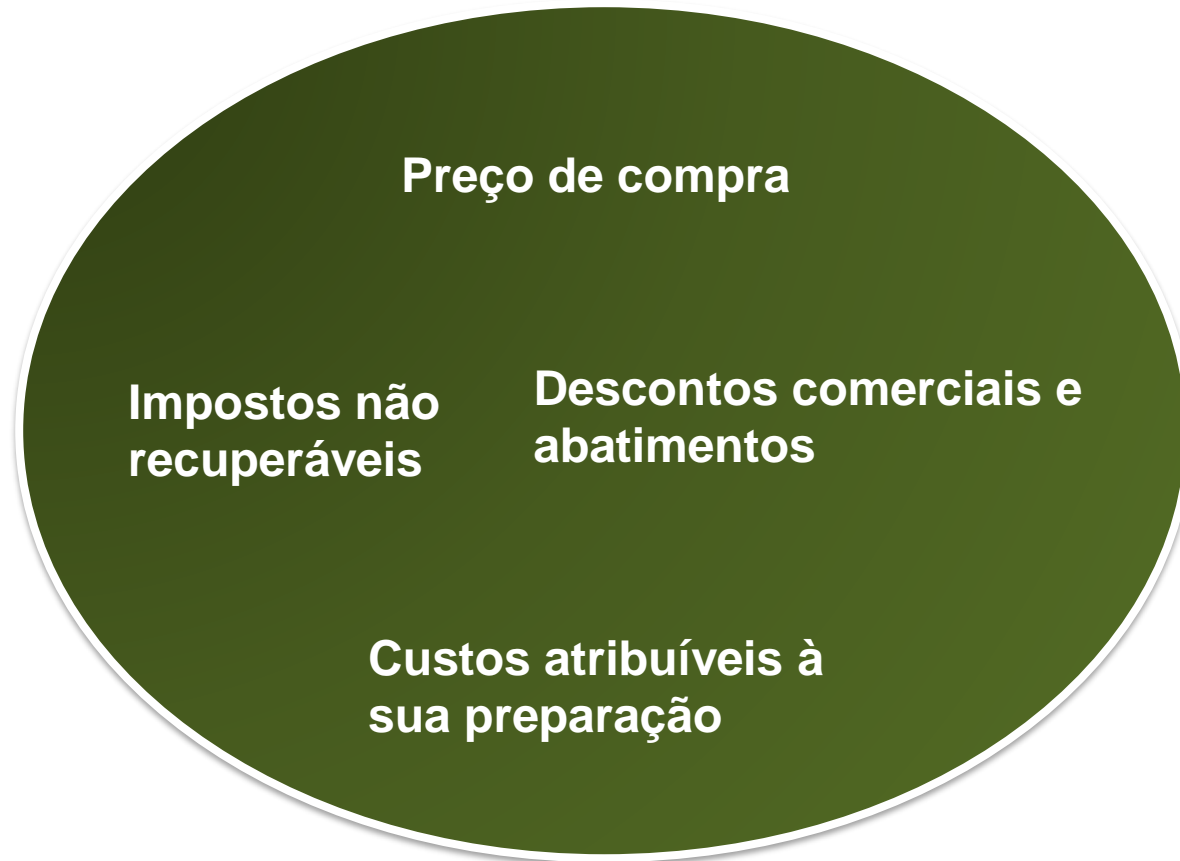 Preço de compra
Impostos não
recuperáveis
Descontos comerciais e
abatimentos
Custos atribuíveis à
sua preparação